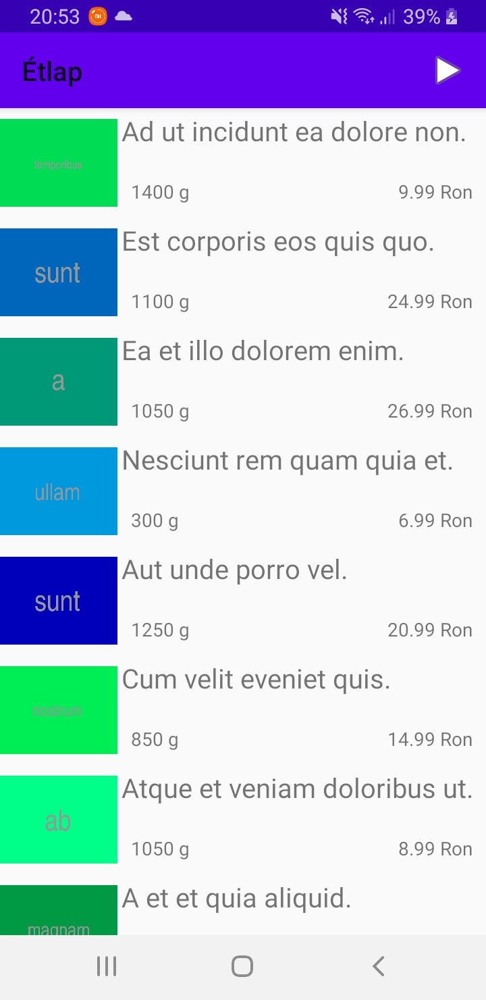 20:53 39%
Étlap
temporibus
Ad ut incidunt ea dolore non.
1400 g 9.99 Ron
sunt
Est corporis eos quis quo.
1100 g 24.99 Ron
a
Ea et illo dolorem enim.
1050 g 26.99 Ron
ullam
Nesciunt rem quam quia et.
300 g 6.99 Ron
sunt
Aut unde porro vel.
1250 g 20.99 Ron
nostrum
Cum velit eveniet quis.
850 g 14.99 Ron
ab
Atque et veniam doloribus ut.
1050 g 8.99 Ron
magnam
A et et quia aliquid.